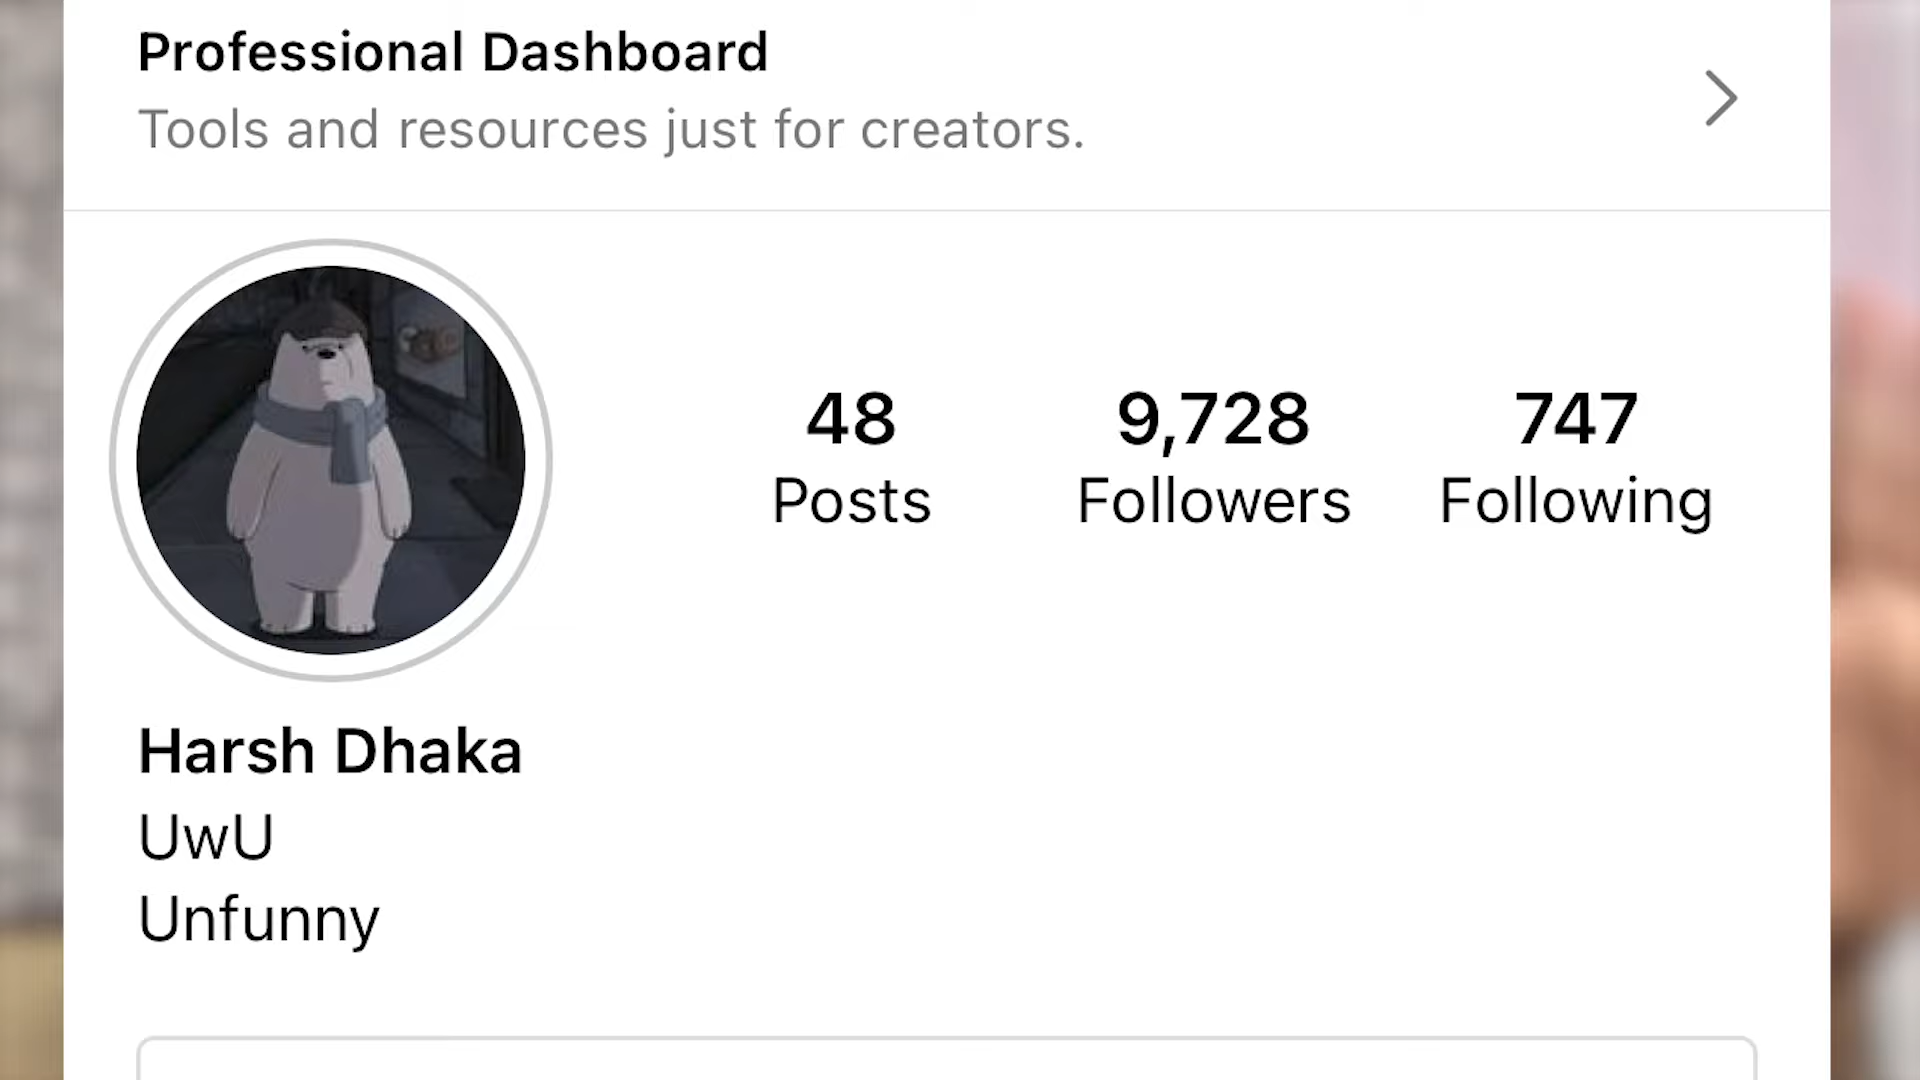 Professional Dashboard
Tools and resources just for creators.
48 9,728 747
Posts Followers Following
Harsh Dhaka
UwU
Unfunny